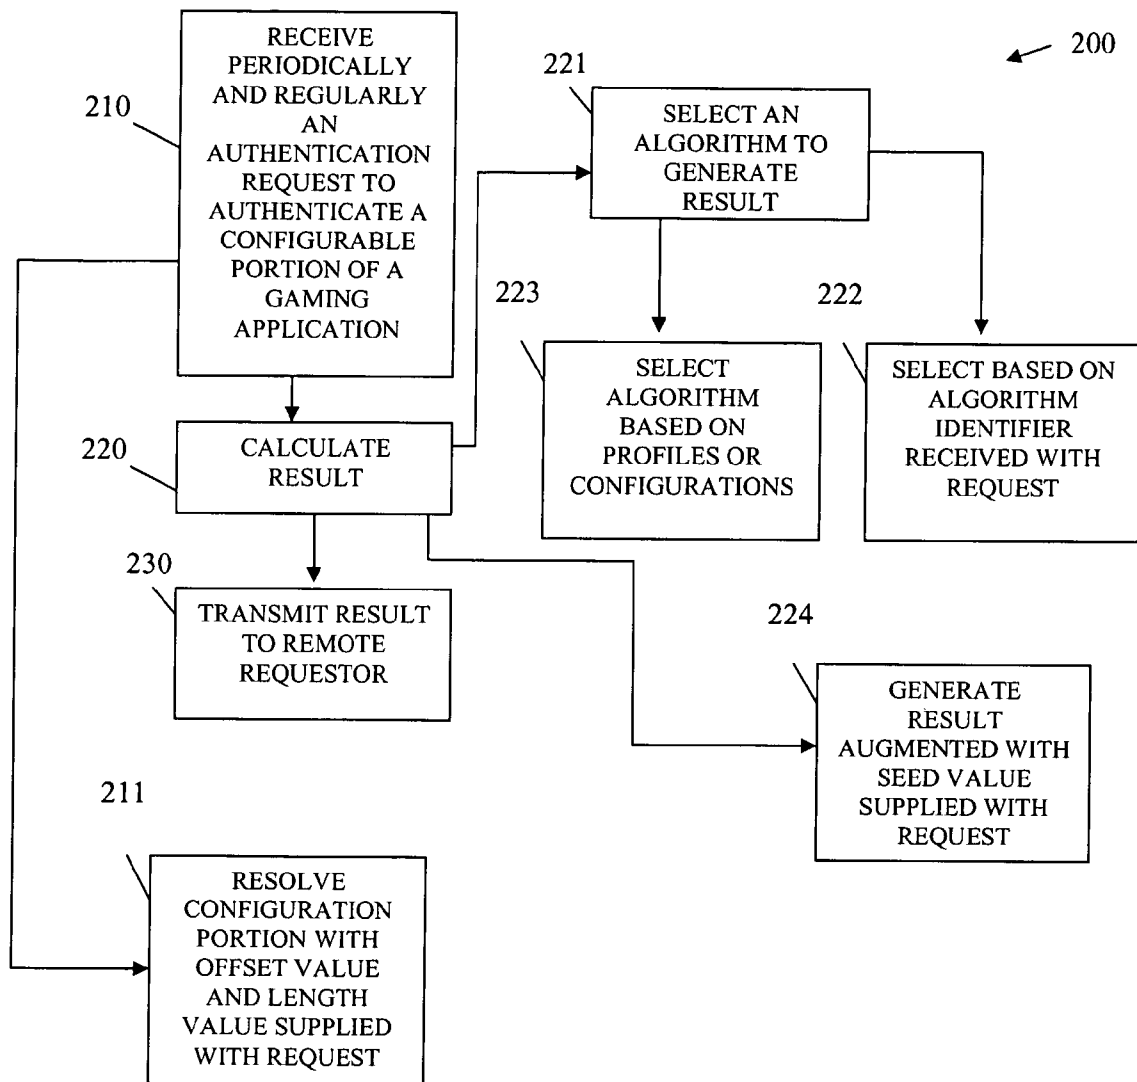 200
210
RECEIVE
PERIODICALLY
AND REGULARLY
AN
AUTHENTICATION
REQUEST TO
AUTHENTICATE A
CONFIGURABLE
PORTION OF A
GAMING
APPLICATION
221
SELECT AN
ALGORITHM TO
GENERATE
RESULT
223
SELECT
ALGORITHM
BASED ON
PROFILES OR
CONFIGURATIONS
222
SELECT BASED ON
ALGORITHM
IDENTIFIER
RECEIVED WITH
REQUEST
220
CALCULATE
RESULT
230
TRANSMIT RESULT
TO REMOTE
REQUESTOR
224
GENERATE
RESULT
AUGMENTED WITH
SEED VALUE
SUPPLIED WITH
REQUEST
211
RESOLVE
CONFIGURATION
PORTION WITH
OFFSET VALUE
AND LENGTH
VALUE SUPPLIED
WITH REQUEST